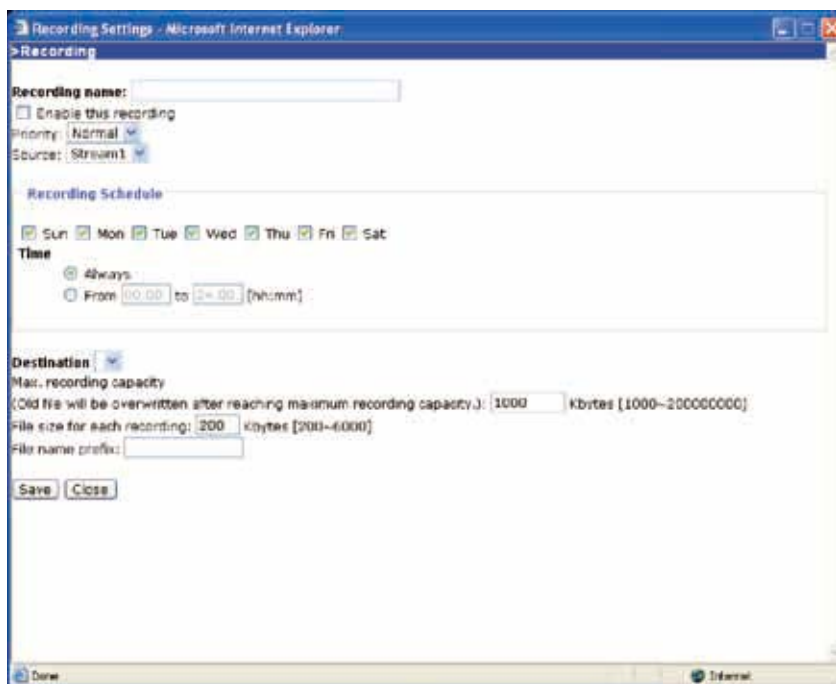 Recording Settings - Microsoft Internet Explorer
>Recording
Recording name:
Enable this recording
Priority: Normal
Source: Stream1
Recording Schedule
Sun Mon Tue Wed Thu Fri Sat
Time
Always
From 00:00 to 24:00 [hh:mm]
Destination
Max. recording capacity
(Old file will be overwritten after reaching maximum recording capacity.): 1000 Kbytes [1000~200000000]
File size for each recording: 200 Kbytes [200~6000]
File name prefix:
Save Close
Done Internet